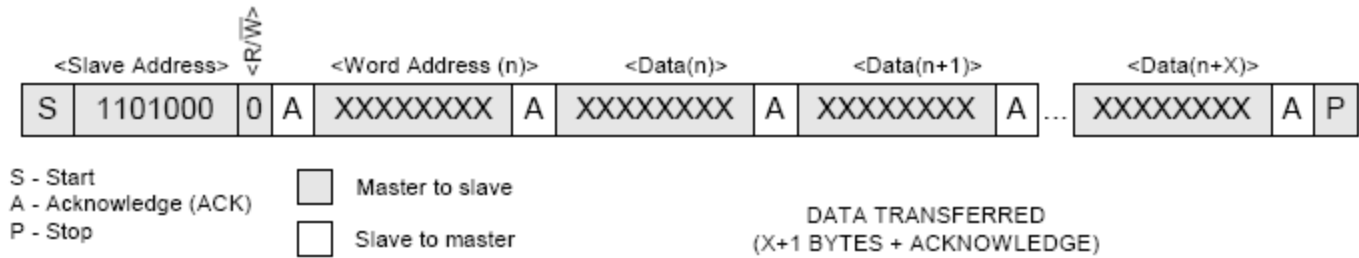 <R/W̅>
<Slave Address> <Word Address (n)> <Data(n)> <Data(n+1)> <Data(n+X)>
S 1101000 0 A XXXXXXXX A XXXXXXXX A XXXXXXXX A ... XXXXXXXX A P
S - Start
A - Acknowledge (ACK)
P - Stop
Master to slave
Slave to master
DATA TRANSFERRED
(X+1 BYTES + ACKNOWLEDGE)